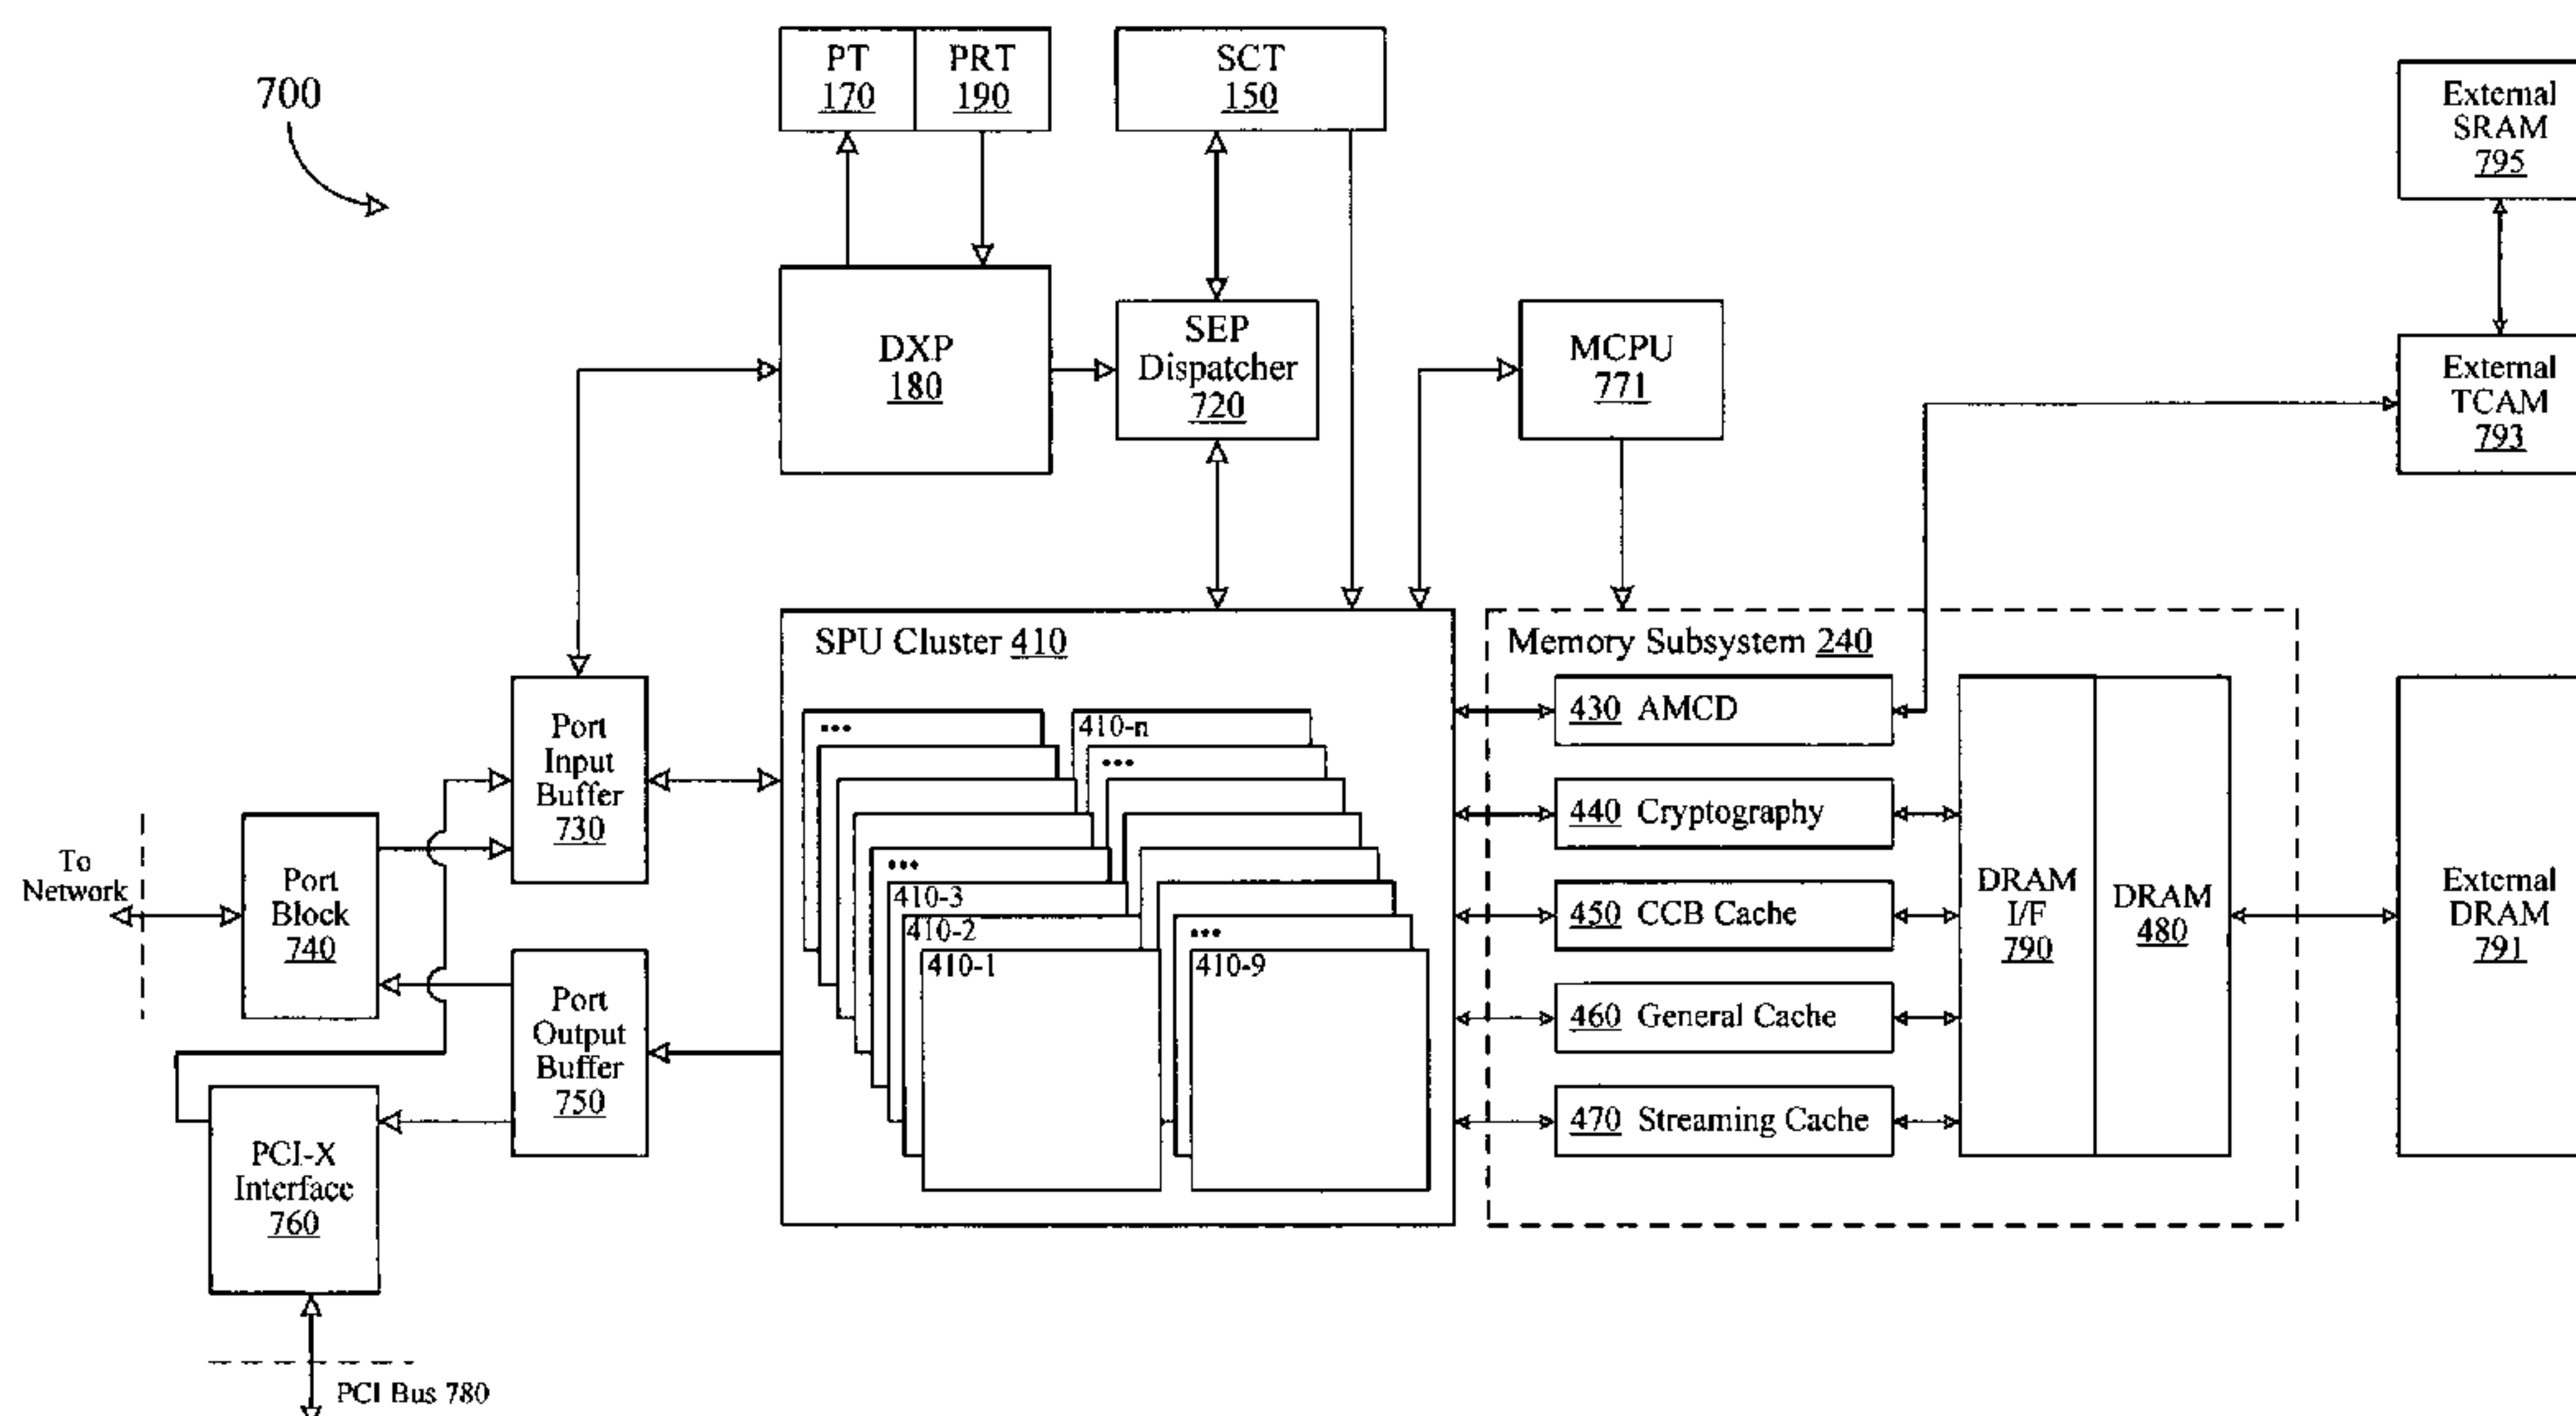 700
PT
170
PRT
190
SCT
150
External
SRAM
795
DXP
180
SEP
Dispatcher
720
MCPU
771
External
TCAM
793
SPU Cluster 410
•••
410-n
•••
•••
410-3
410-2
410-1
•••
410-9
Memory Subsystem 240
430 AMCD
440 Cryptography
450 CCB Cache
460 General Cache
470 Streaming Cache
DRAM
I/F
790
DRAM
480
External
DRAM
791
Port
Input
Buffer
730
To
Network
Port
Block
740
Port
Output
Buffer
750
PCI-X
Interface
760
PCI Bus 780